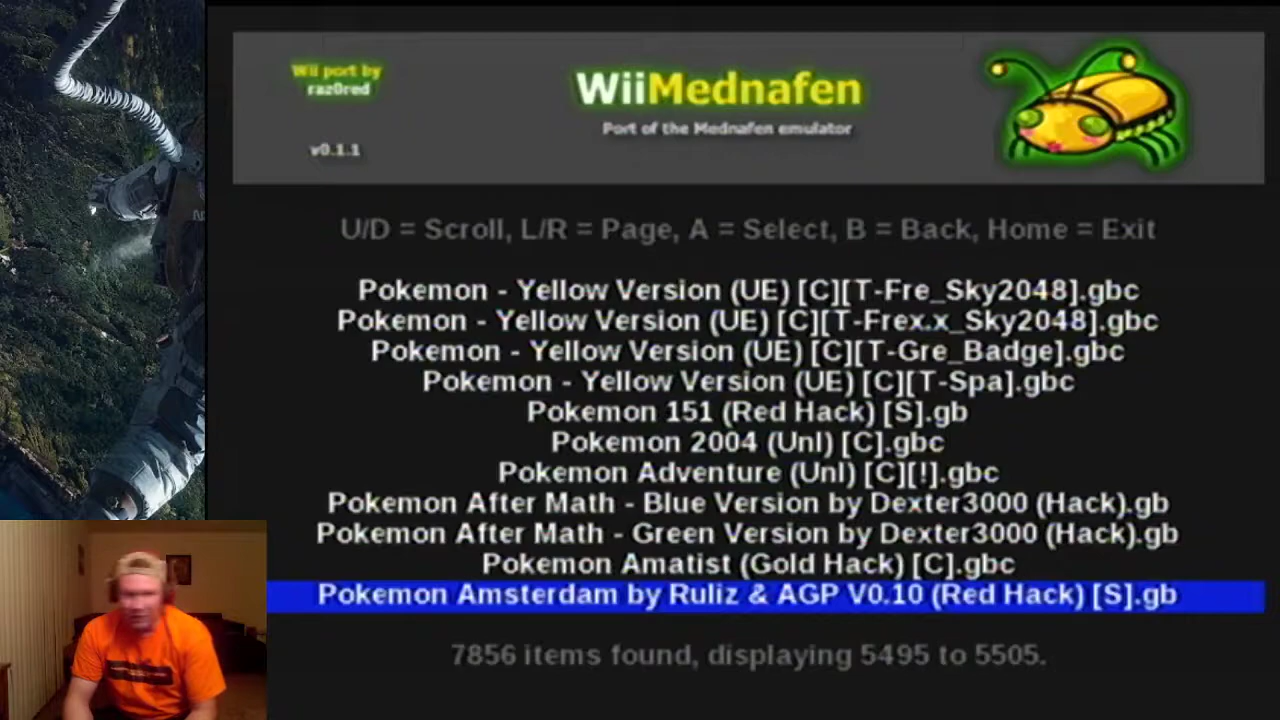 Wii port by
raz0red
v0.1.1
WiiMednafen
Port of the Mednafen emulator
U/D = Scroll, L/R = Page, A = Select, B = Back, Home = Exit
Pokemon - Yellow Version (UE) [C][T-Fre_Sky2048].gbc
Pokemon - Yellow Version (UE) [C][T-Frex.x_Sky2048].gbc
Pokemon - Yellow Version (UE) [C][T-Gre_Badge].gbc
Pokemon - Yellow Version (UE) [C][T-Spa].gbc
Pokemon 151 (Red Hack) [S].gb
Pokemon 2004 (Unl) [C].gbc
Pokemon Adventure (Unl) [C][!].gbc
Pokemon After Math - Blue Version by Dexter3000 (Hack).gb
Pokemon After Math - Green Version by Dexter3000 (Hack).gb
Pokemon Amatist (Gold Hack) [C].gbc
Pokemon Amsterdam by Ruliz & AGP V0.10 (Red Hack) [S].gb
7856 items found, displaying 5495 to 5505.